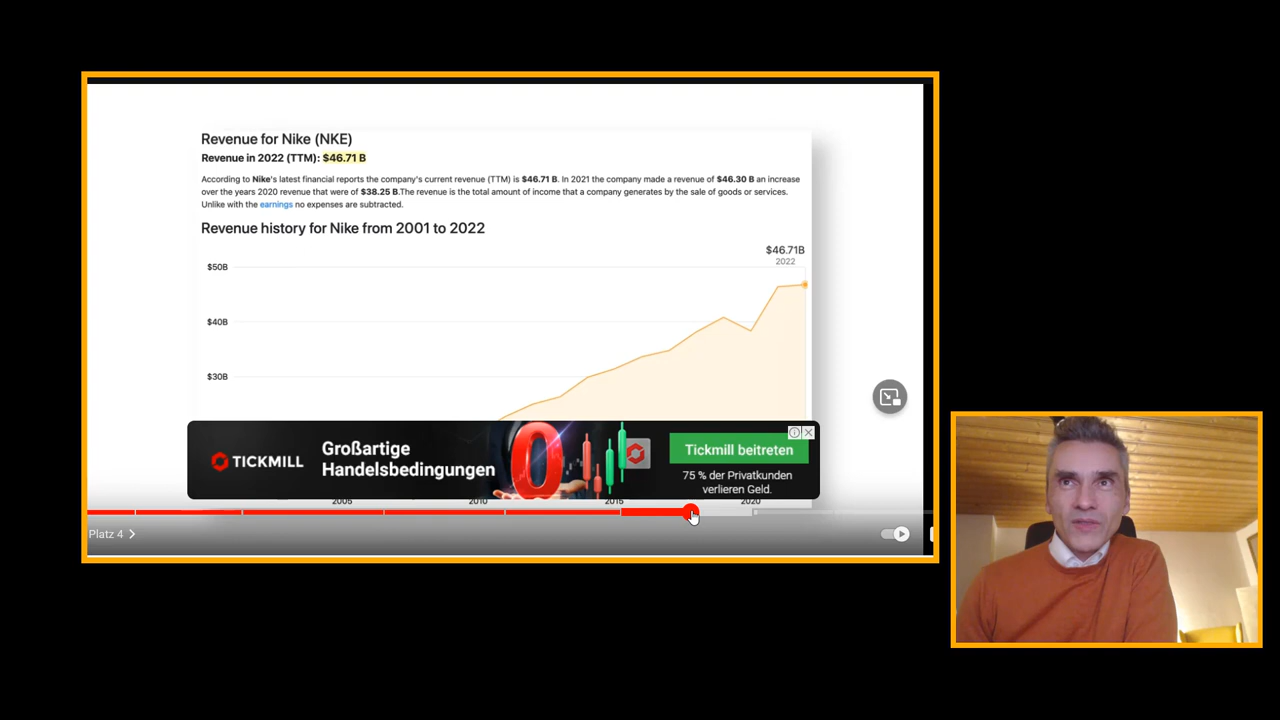 Revenue for Nike (NKE)
Revenue in 2022 (TTM): $46.71 B
According to Nike's latest financial reports the company's current revenue (TTM) is $46.71 B. In 2021 the company made a revenue of $46.30 B an increase
over the years 2020 revenue that were of $38.25 B.The revenue is the total amount of income that a company generates by the sale of goods or services.
Unlike with the earnings no expenses are subtracted.
Revenue history for Nike from 2001 to 2022
$46.71B
2022
$50B
$40B
$30B
TICKMILL
Großartige
Handelsbedingungen
0
Tickmill beitreten
75 % der Privatkunden
verlieren Geld.
2005 2010 2015 2020
Platz 4